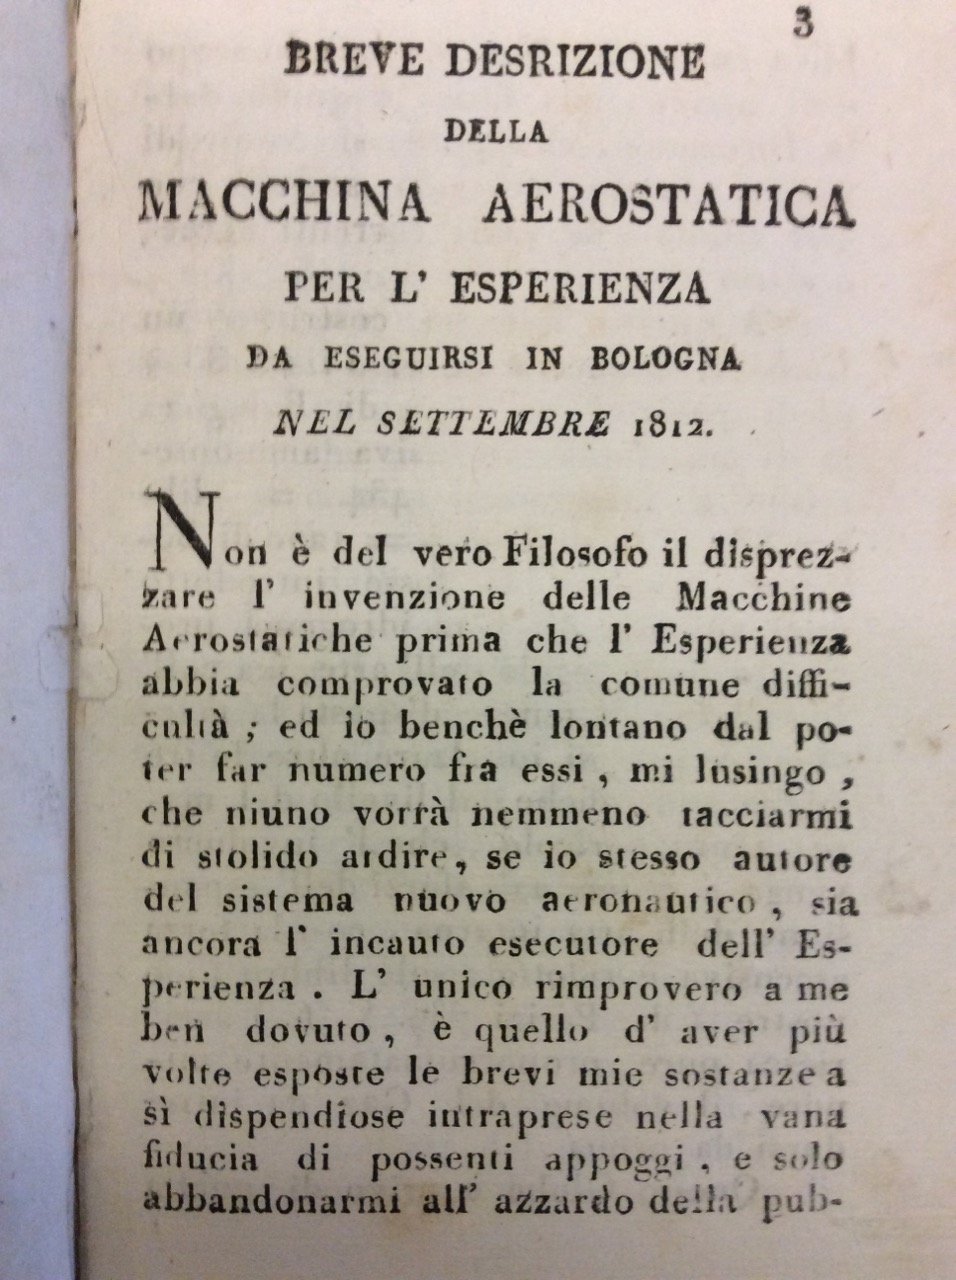 3
BREVE DESRIZIONE
DELLA
MACCHINA AEROSTATICA
PER L' ESPERIENZA
DA ESEGUIRSI IN BOLOGNA
NEL SETTEMBRE 1812.
Non è del vero Filosofo il disprez-
zare l' invenzione delle Macchine
Aerostatiche prima che l' Esperienza
abbia comprovato la comune diffi-
cultà ; ed io benchè lontano dal po-
ter far numero fra essi , mi lusingo ,
che niuno vorrà nemmeno tacciarmi
di stolido ardire, se io stesso autore
del sistema nuovo aeronautico , sia
ancora l' incauto esecutore dell' Es-
perienza . L' unico rimprovero a me
ben dovuto , è quello d' aver più
volte esposte le brevi mie sostanze a
sì dispendiose intraprese nella vana
fiducia di possenti appoggi , e solo
abbandonarmi all' azzardo della pub-